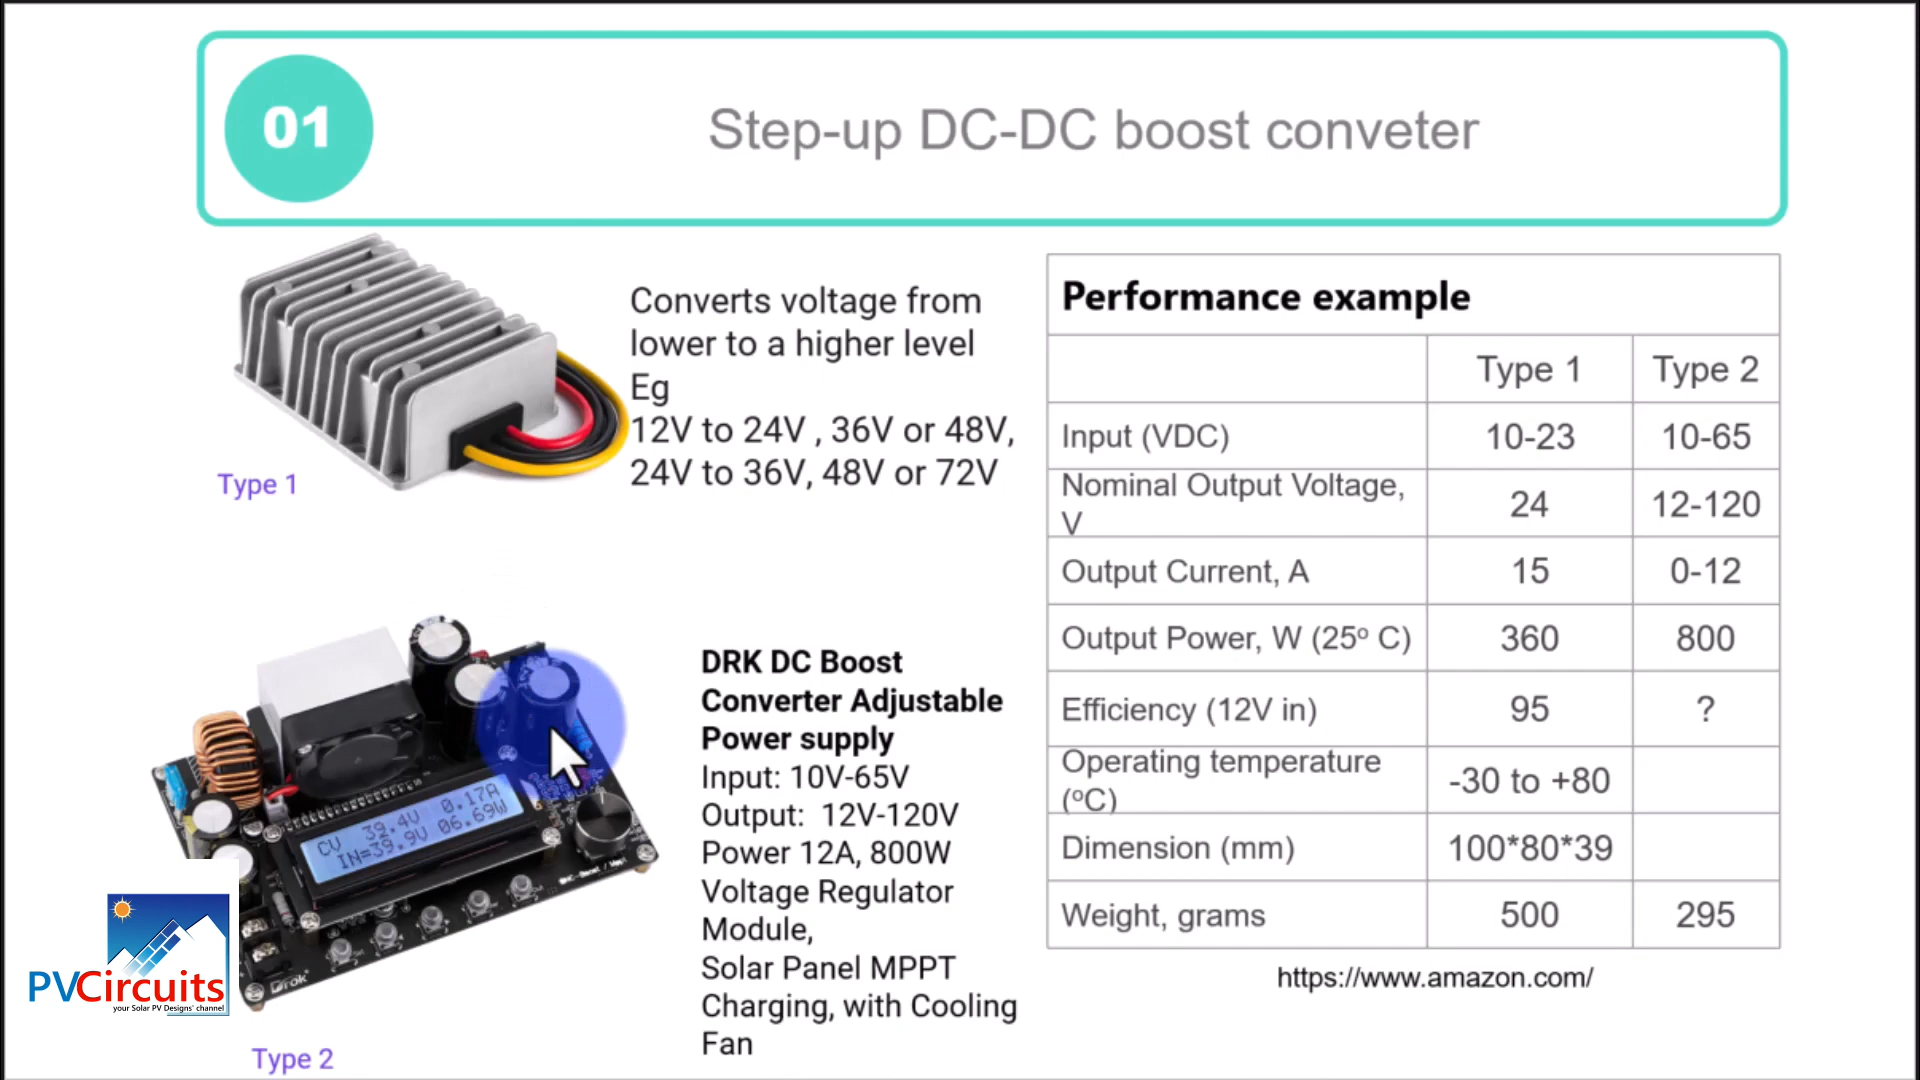 01
Step-up DC-DC boost conveter
Converts voltage from
lower to a higher level
Eg
12V to 24V , 36V or 48V,
24V to 36V, 48V or 72V
Type 1
Performance example
Type 1 Type 2
Input (VDC) 10-23 10-65
Nominal Output Voltage,
V 24 12-120
Output Current, A 15 0-12
Output Power, W (25º C) 360 800
Efficiency (12V in) 95 ?
Operating temperature
(ºC) -30 to +80
Dimension (mm) 100*80*39
Weight, grams 500 295
https://www.amazon.com/
DRK DC Boost
Converter Adjustable
Power supply
Input: 10V-65V
Output: 12V-120V
Power 12A, 800W
Voltage Regulator
Module,
Solar Panel MPPT
Charging, with Cooling
Fan
CV 39.4V 0.17A
IN=39.9V 06.69W
Drok
PVCircuits
your Solar PV Designs' channel
Type 2